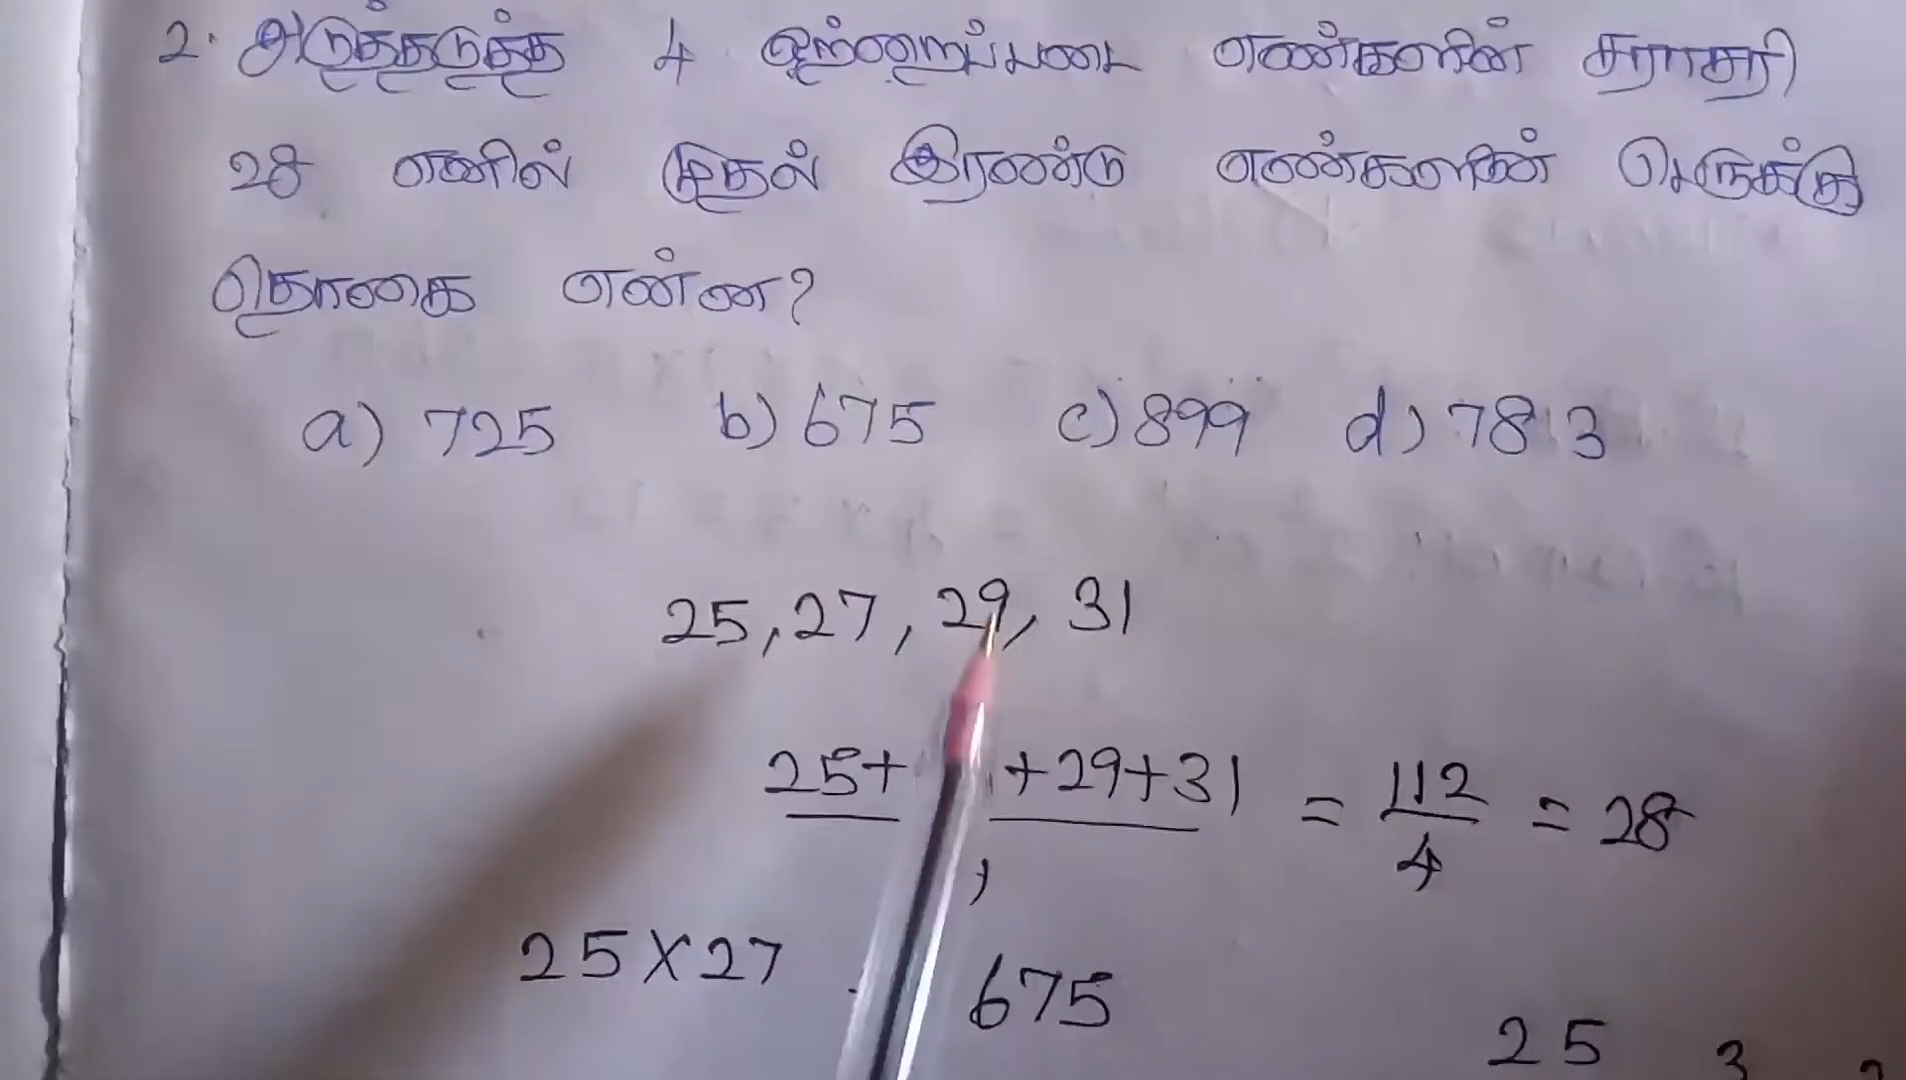 2. அடுத்தடுத்த 4 ஒற்றைப்படை எண்களின் சராசரி
28 எனில் முதல் இரண்டு எண்களின் பெருக்கு
தொகை என்ன?
a) 725 b) 675 c) 899 d) 783
25, 27, 29, 31
25+ +29+31 = 112/4 = 28
25 X 27 675
25 3